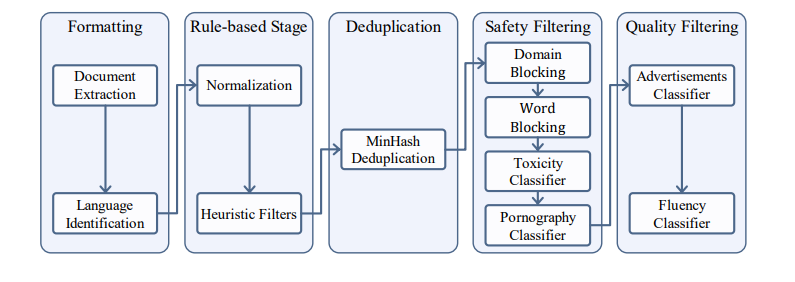 Formatting
Document
Extraction
Language
Identification
Rule-based Stage
Normalization
Heuristic Filters
Deduplication
MinHash
Deduplication
Safety Filtering
Domain
Blocking
Word
Blocking
Toxicity
Classifier
Pornography
Classifier
Quality Filtering
Advertisements
Classifier
Fluency
Classifier